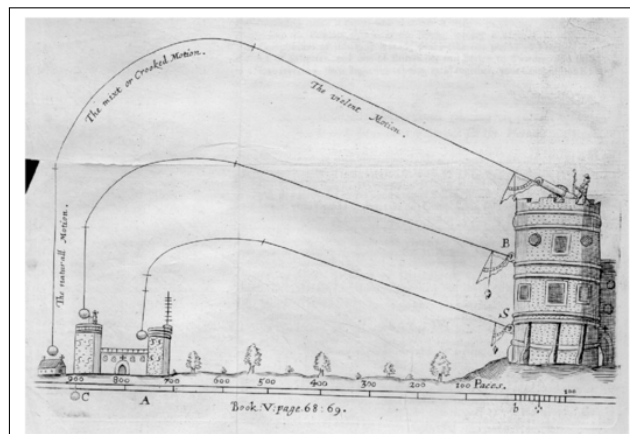 The mixt or Crooked Motion.
The violent Motion.
The naturall Motion.
B
S
900 800 700 600 500 400 300 200 100 Paces. 100
C A b
Book:V:page 68:69.